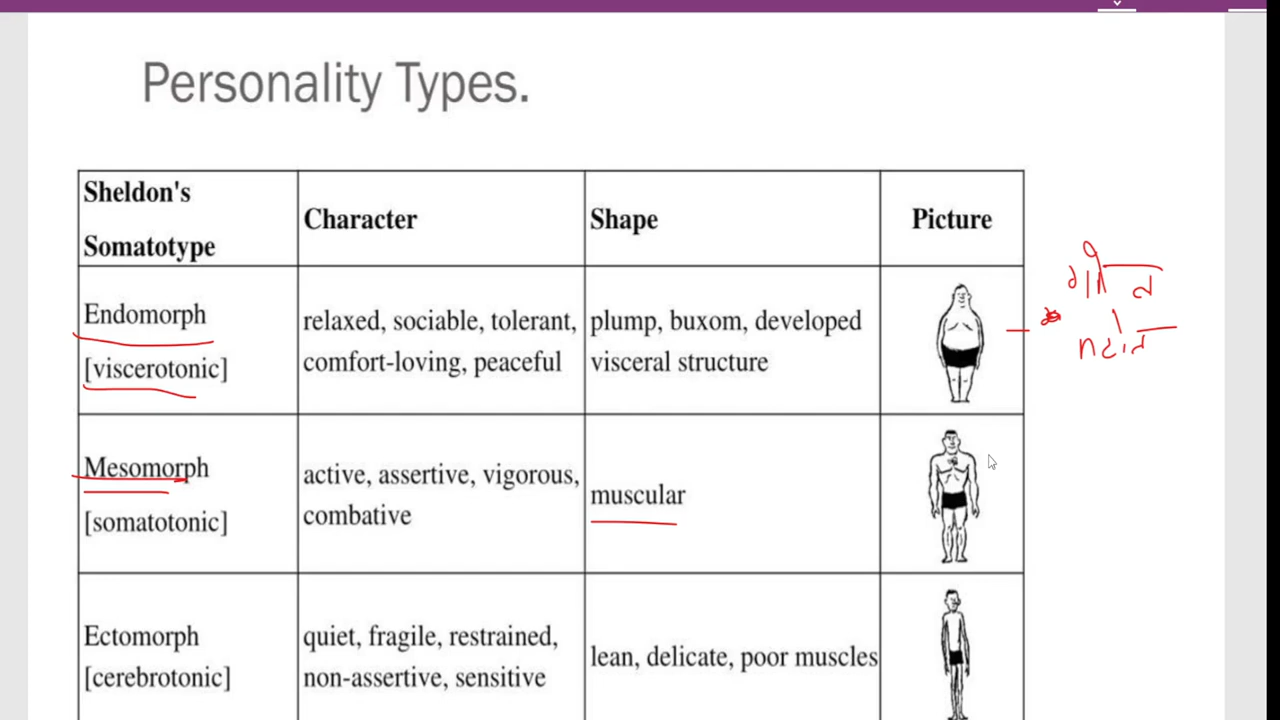 Personality Types.
Sheldon's
Somatotype
Character
Shape
Picture
Endomorph
[viscerotonic]
relaxed, sociable, tolerant,
comfort-loving, peaceful
plump, buxom, developed
visceral structure
Mesomorph
[somatotonic]
active, assertive, vigorous,
combative
muscular
Ectomorph
[cerebrotonic]
quiet, fragile, restrained,
non-assertive, sensitive
lean, delicate, poor muscles